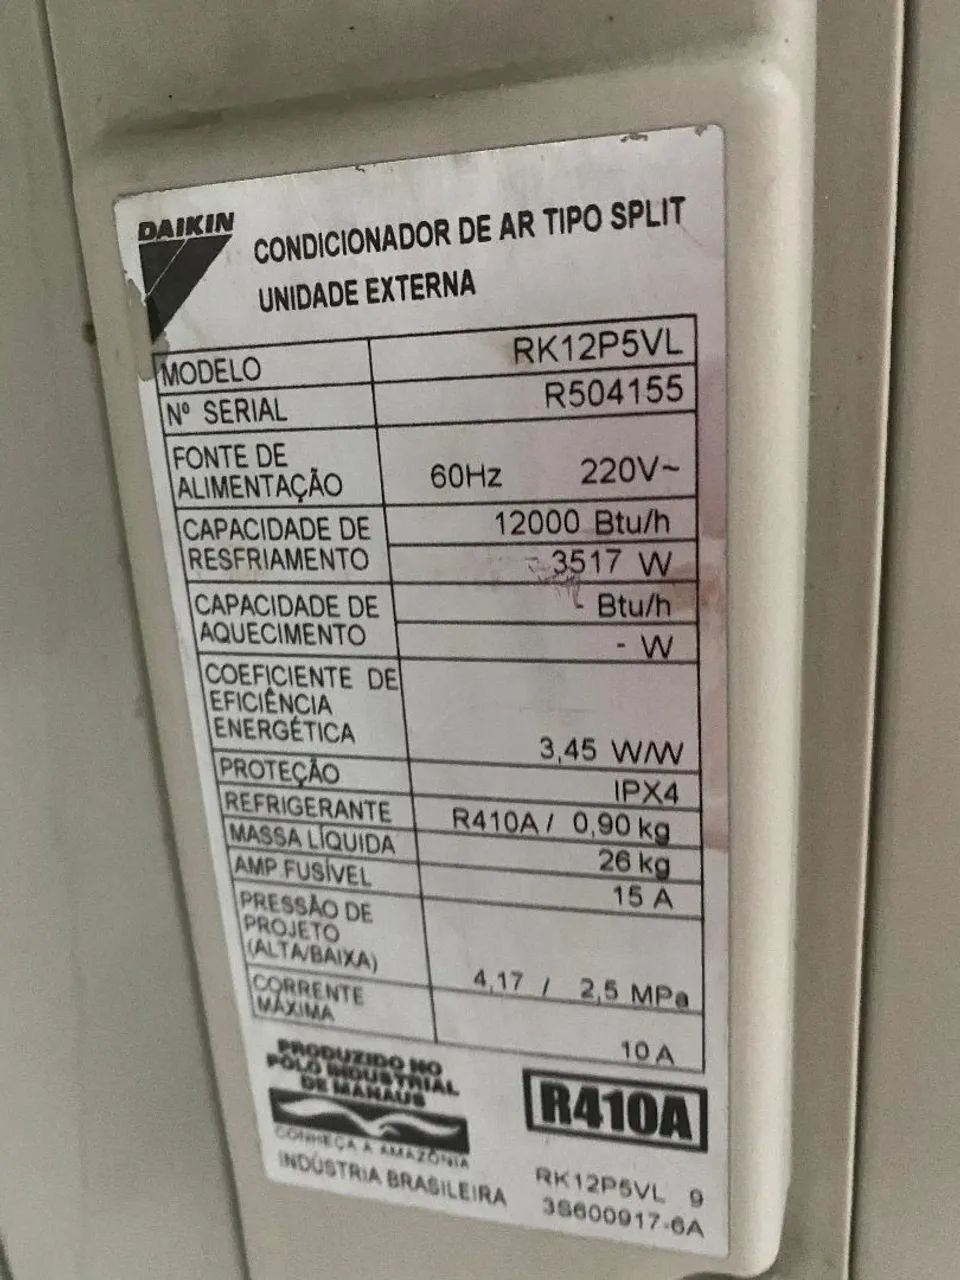 DAIKIN
CONDICIONADOR DE AR TIPO SPLIT
UNIDADE EXTERNA
MODELO RK12P5VL
Nº SERIAL R504155
FONTE DE
ALIMENTAÇÃO 60Hz 220V~
CAPACIDADE DE
RESFRIAMENTO
12000 Btu/h
3517 W
CAPACIDADE DE
AQUECIMENTO
- Btu/h
- W
COEFICIENTE DE
EFICIÊNCIA
ENERGÉTICA
3,45 W/W
PROTEÇÃO IPX4
REFRIGERANTE R410A / 0,90 kg
MASSA LÍQUIDA 26 kg
AMP.FUSÍVEL 15 A
PRESSÃO DE
PROJETO
(ALTA/BAIXA)
4,17 / 2,5 MPa
CORRENTE
MÁXIMA
10 A
PRODUZIDO NO
PÓLO INDUSTRIAL
DE MANAUS
CONHEÇA A AMAZÔNIA
INDÚSTRIA BRASILEIRA
R410A
RK12P5VL 9
3S600917-6A